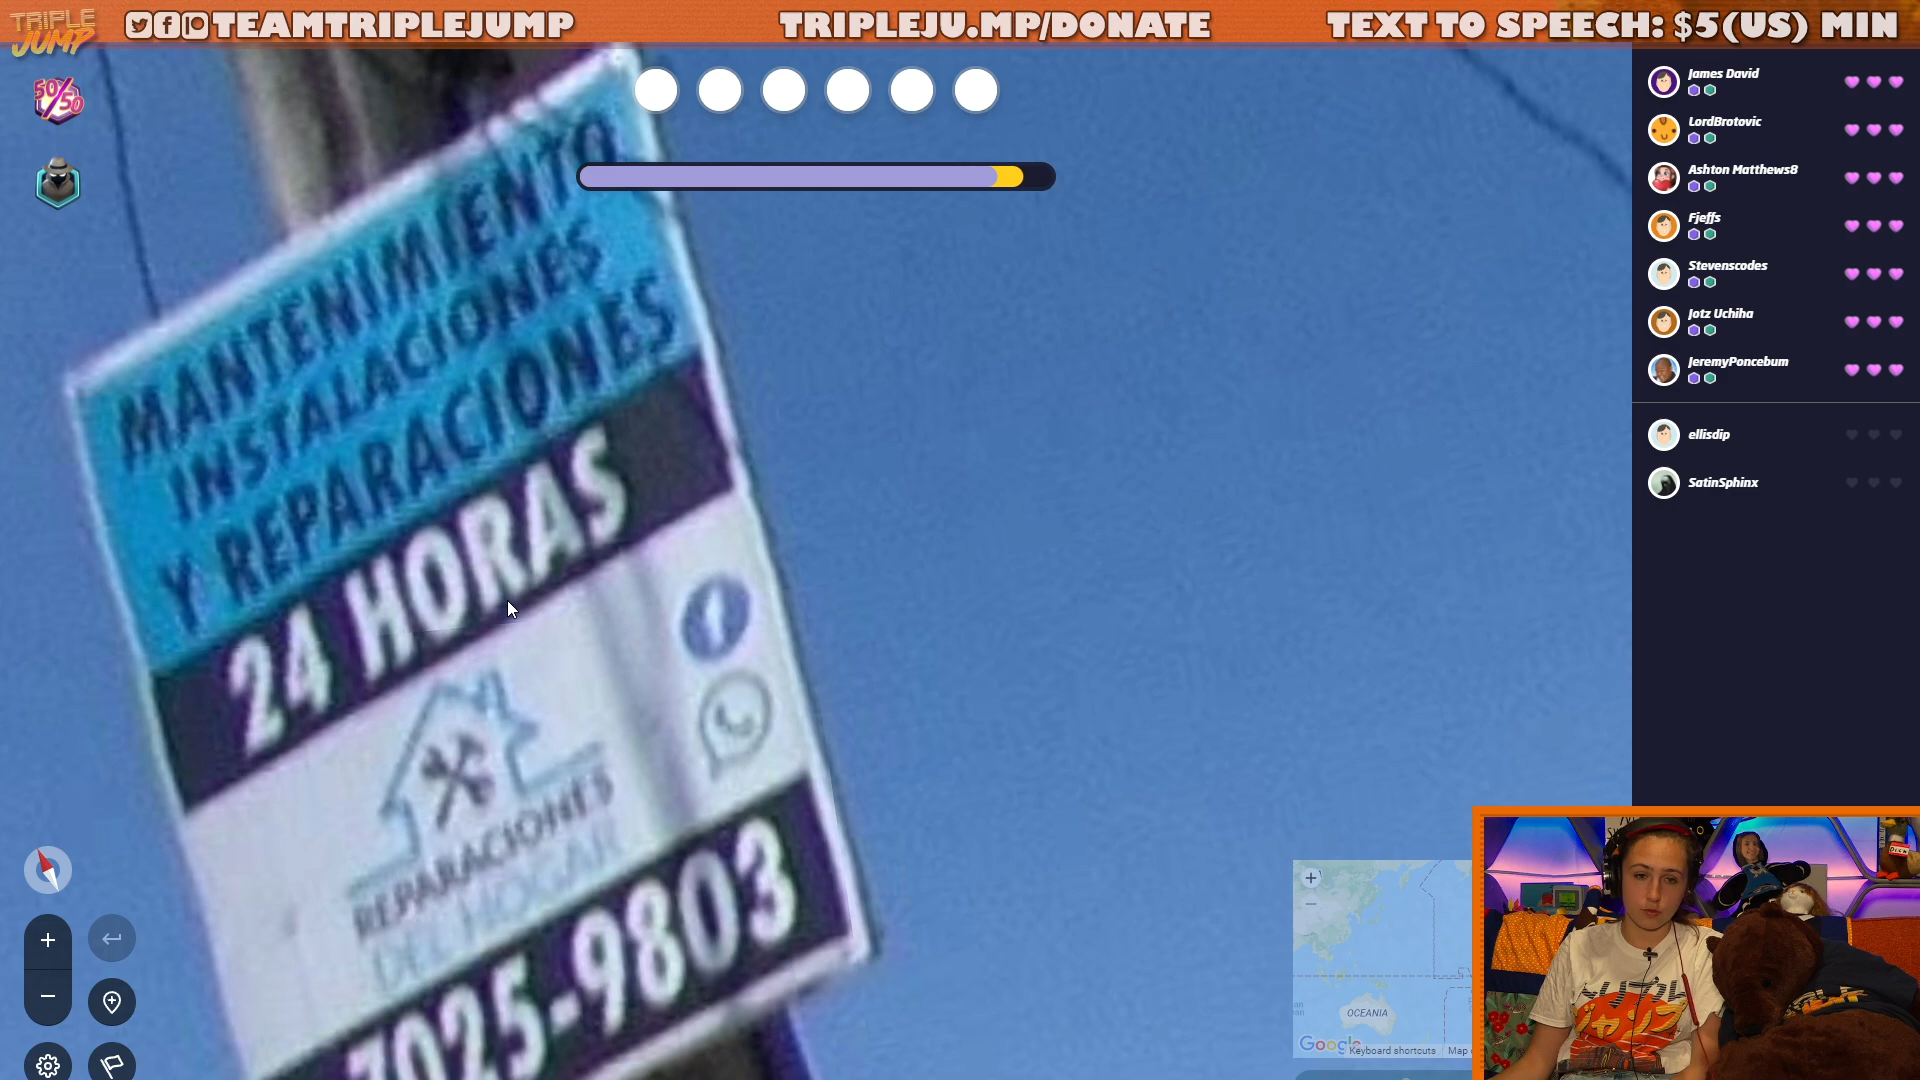 TRIPLE
JUMP
TEAMTRIPLEJUMP
TRIPLEJU.MP/DONATE
TEXT TO SPEECH: $5(US) MIN
50/50
MANTENIMIENTO
INSTALACIONES
Y REPARACIONES
24 HORAS
REPARACIONES
DEL HOGAR
7025-9803
James David
LordBrotovic
Ashton Matthews8
Fjeffs
Stevenscodes
Jotz Uchiha
JeremyPoncebum
ellisdip
SatinSphinx
OCEANIA
Google
Keyboard shortcuts
Map